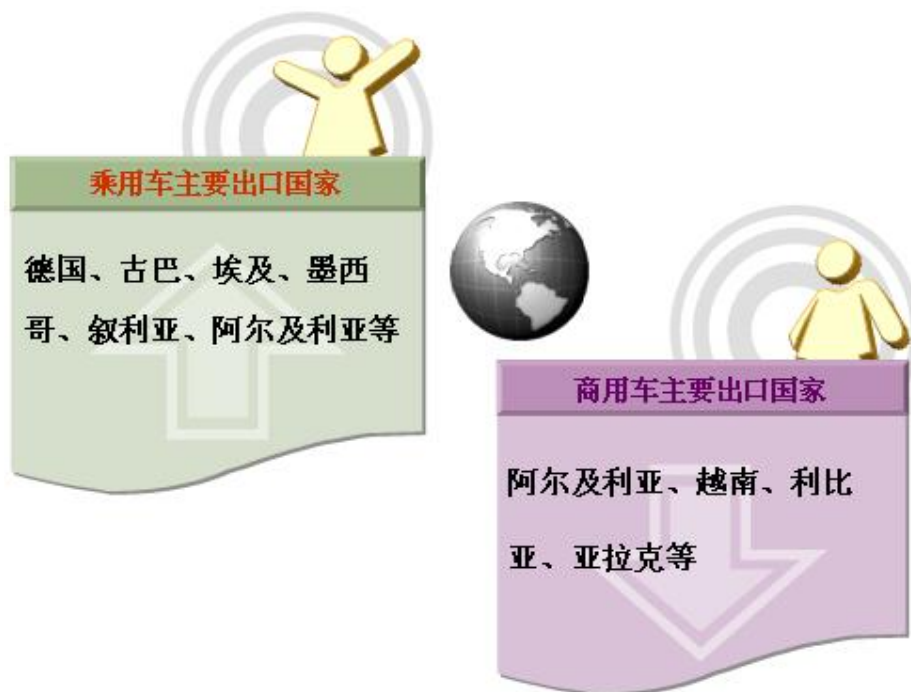 乘用车主要出口国家
德国、古巴、埃及、墨西
哥、叙利亚、阿尔及利亚等
商用车主要出口国家
阿尔及利亚、越南、利比
亚、亚拉克等